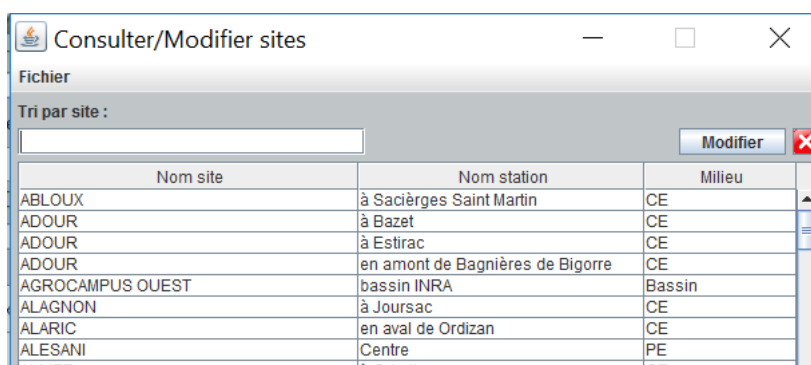 Consulter/Modifier sites
Fichier
Tri par site :
Modifier
Nom site Nom station Milieu
ABLOUX à Sacièrges Saint Martin CE
ADOUR à Bazet CE
ADOUR à Estirac CE
ADOUR en amont de Bagnières de Bigorre CE
AGROCAMPUS OUEST bassin INRA Bassin
ALAGNON à Joursac CE
ALARIC en aval de Ordizan CE
ALESANI Centre PE